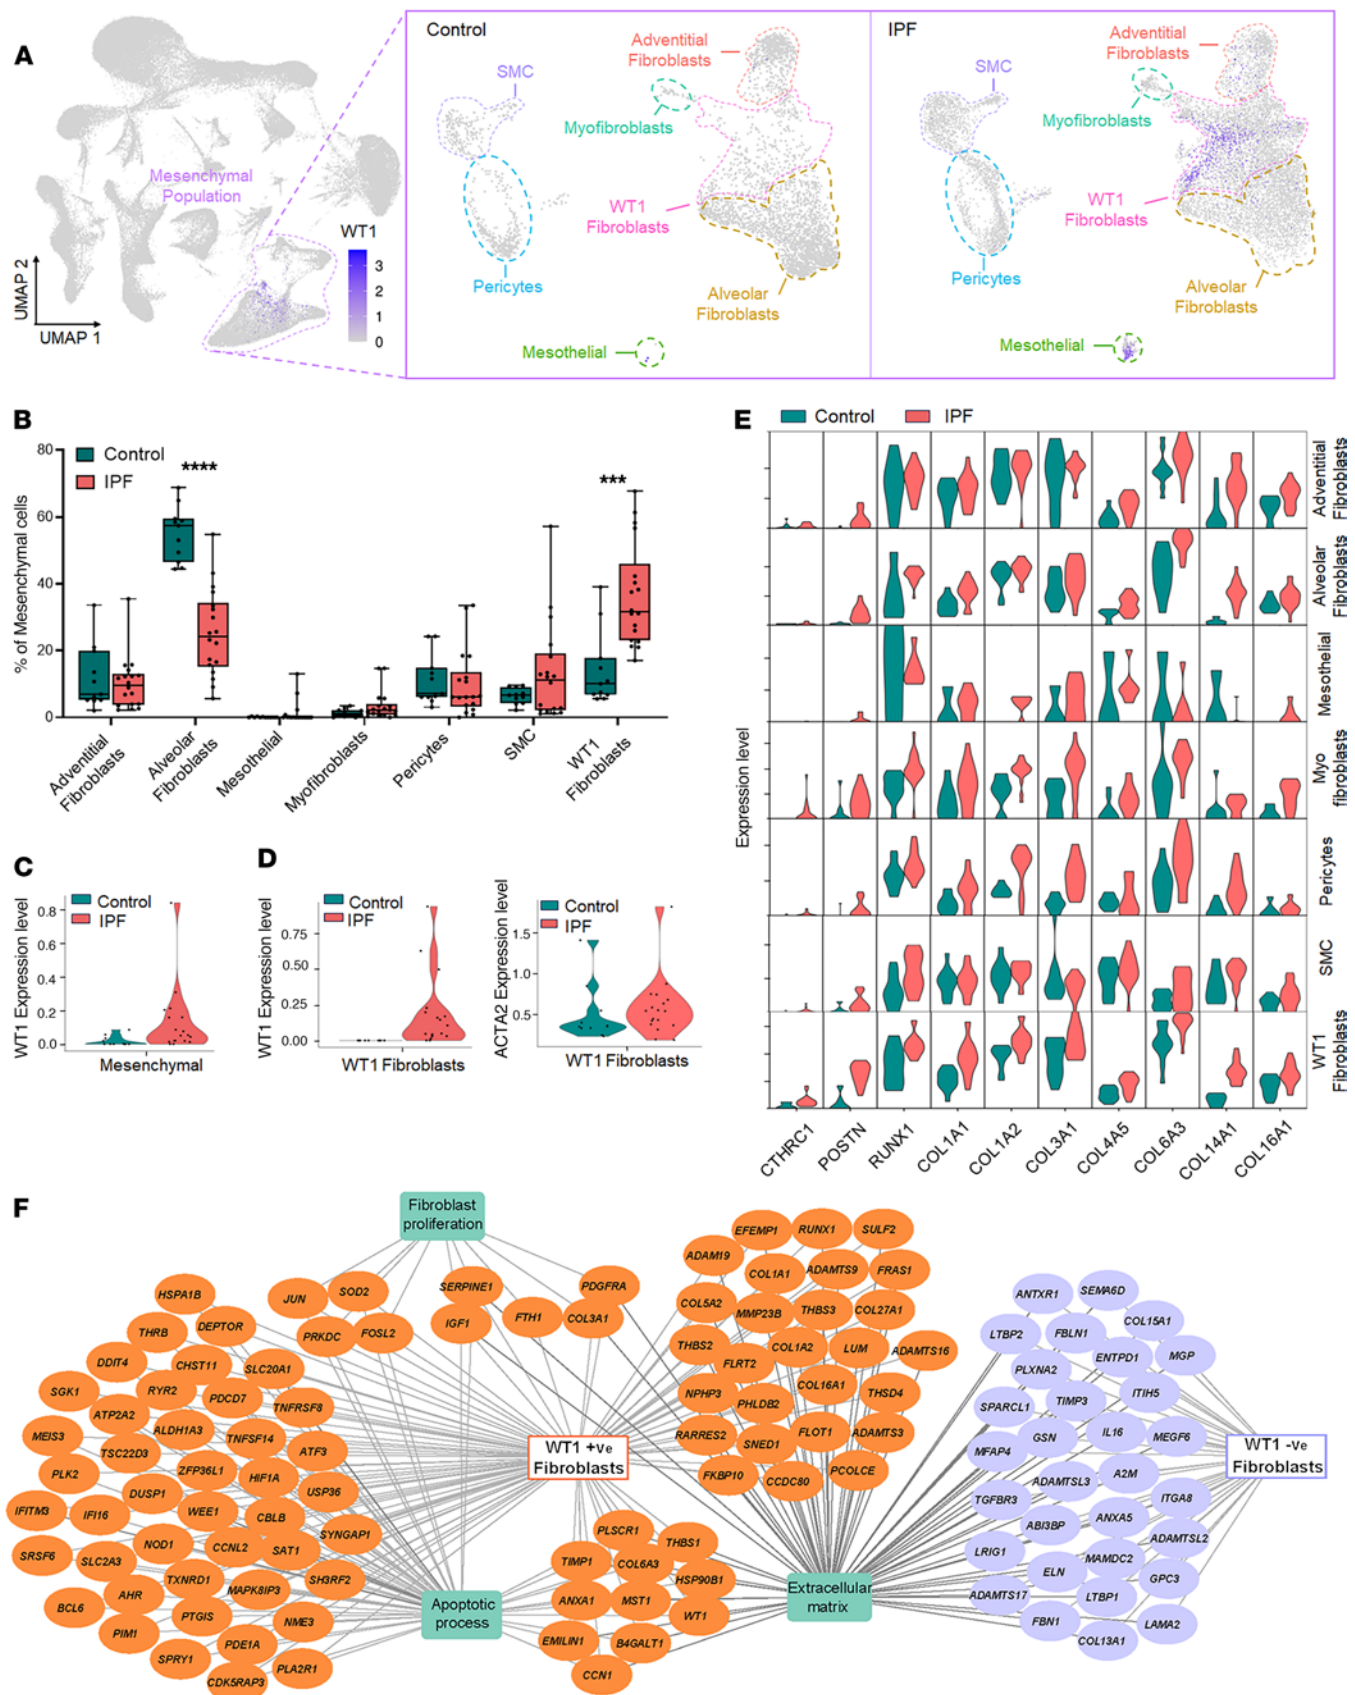 A
Mesenchymal
Population
UMAP 2
UMAP 1
WT1
3
2
1
0
Control
SMC
Adventitial
Fibroblasts
Myofibroblasts
WT1
Fibroblasts
Pericytes
Alveolar
Fibroblasts
Mesothelial
IPF
SMC
Adventitial
Fibroblasts
Myofibroblasts
WT1
Fibroblasts
Pericytes
Alveolar
Fibroblasts
Mesothelial
B
% of Mesenchymal cells
80
60
40
20
0
Control
IPF
****
***
Adventitial
Fibroblasts
Alveolar
Fibroblasts
Mesothelial
Myofibroblasts
Pericytes
SMC
WT1
Fibroblasts
C
WT1 Expression level
0.8
0.6
0.4
0.2
0.0
Control
IPF
Mesenchymal
D
WT1 Expression level
0.75
0.50
0.25
0.00
Control
IPF
WT1 Fibroblasts
ACTA2 Expression level
1.5
1.0
0.5
Control
IPF
WT1 Fibroblasts
E
Control
IPF
Expression level
Adventitial
Fibroblasts
Alveolar
Fibroblasts
Mesothelial
Myo
fibroblasts
Pericytes
SMC
WT1
Fibroblasts
CTHRC1
POSTN
RUNX1
COL1A1
COL1A2
COL3A1
COL4A5
COL6A3
COL14A1
COL16A1
F
Fibroblast
proliferation
HSPA1B
THRB
DEPTOR
DDIT4
CHST11
SLC20A1
SGK1
RYR2
PDCD7
TNFRSF8
ATP2A2
ALDH1A3
TNFSF14
MEIS3
TSC22D3
ATF3
ZFP36L1
HIF1A
PLK2
DUSP1
USP36
WEE1
CBLB
IFITM3
IFI16
SYNGAP1
NOD1
CCNL2
SAT1
SRSF6
SLC2A3
SH3RF2
TXNRD1
MAPK8IP3
AHR
BCL6
PTGIS
NME3
PIM1
PDE1A
SPRY1
PLA2R1
CDK5RAP3
JUN
SOD2
PRKDC
FOSL2
SERPINE1
IGF1
FTH1
PDGFRA
COL3A1
WT1 +ve
Fibroblasts
Apoptotic
process
PLSCR1
THBS1
TIMP1
COL6A3
HSP90B1
ANXA1
MST1
WT1
EMILIN1
B4GALT1
CCN1
EFEMP1
RUNX1
SULF2
ADAM19
COL1A1
ADAMTS9
FRAS1
COL5A2
MMP23B
THBS3
COL27A1
THBS2
COL1A2
LUM
ADAMTS16
FLRT2
COL16A1
NPHP3
PHLDB2
THSD4
RARRES2
SNED1
FLOT1
ADAMTS3
FKBP10
CCDC80
PCOLCE
Extracellular
matrix
ANTXR1
SEMA6D
COL15A1
LTBP2
FBLN1
ENTPD1
MGP
PLXNA2
SPARCL1
TIMP3
ITIH5
MFAP4
GSN
IL16
MEGF6
ADAMTSL3
A2M
TGFBR3
ITGA8
ABI3BP
ANXA5
ADAMTSL2
LRIG1
MAMDC2
ELN
GPC3
ADAMTS17
LTBP1
FBN1
LAMA2
COL13A1
WT1 -ve
Fibroblasts